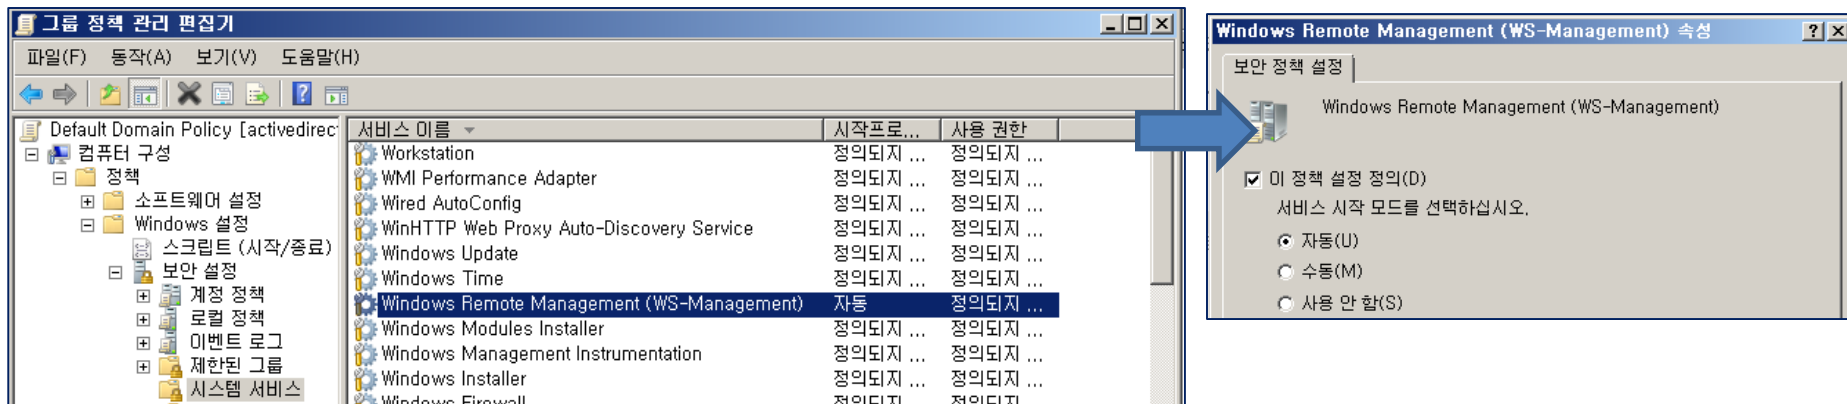 그룹 정책 관리 편집기
파일(F) 동작(A) 보기(V) 도움말(H)
Default Domain Policy [activedirec
컴퓨터 구성
정책
소프트웨어 설정
Windows 설정
스크립트 (시작/종료)
보안 설정
계정 정책
로컬 정책
이벤트 로그
제한된 그룹
시스템 서비스
서비스 이름 시작프로... 사용 권한
Workstation 정의되지 ... 정의되지 ...
WMI Performance Adapter 정의되지 ... 정의되지 ...
Wired AutoConfig 정의되지 ... 정의되지 ...
WinHTTP Web Proxy Auto-Discovery Service 정의되지 ... 정의되지 ...
Windows Update 정의되지 ... 정의되지 ...
Windows Time 정의되지 ... 정의되지 ...
Windows Remote Management (WS-Management) 자동 정의되지 ...
Windows Modules Installer 정의되지 ... 정의되지 ...
Windows Management Instrumentation 정의되지 ... 정의되지 ...
Windows Installer 정의되지 ... 정의되지 ...
Windows Firewall 정의되지 정의되지
Windows Remote Management (WS-Management) 속성
보안 정책 설정
Windows Remote Management (WS-Management)
이 정책 설정 정의(D)
서비스 시작 모드를 선택하십시오.
자동(U)
수동(M)
사용 안 함(S)